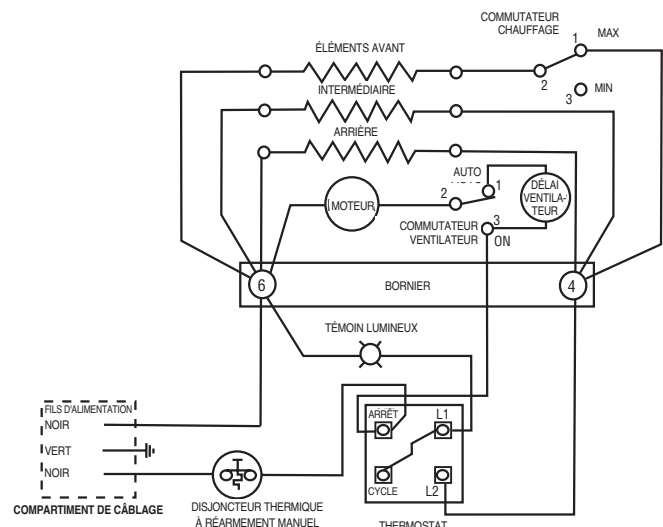 COMMUTATEUR
CHAUFFAGE
1
MAX
ÉLÉMENTS AVANT
2
3
MIN
INTERMÉDIAIRE
ARRIÈRE
AUTO
1
2
MOTEUR
DÉLAI
VENTILA-
TEUR
COMMUTATEUR
VENTILATEUR
3
ON
6
BORNIER
4
TÉMOIN LUMINEUX
FILS D'ALIMENTATION
NOIR
VERT
NOIR
ARRÊT
L1
CYCLE
L2
COMPARTIMENT DE CÂBLAGE
DISJONCTEUR THERMIQUE
À RÉARMEMENT MANUEL
THERMOSTAT